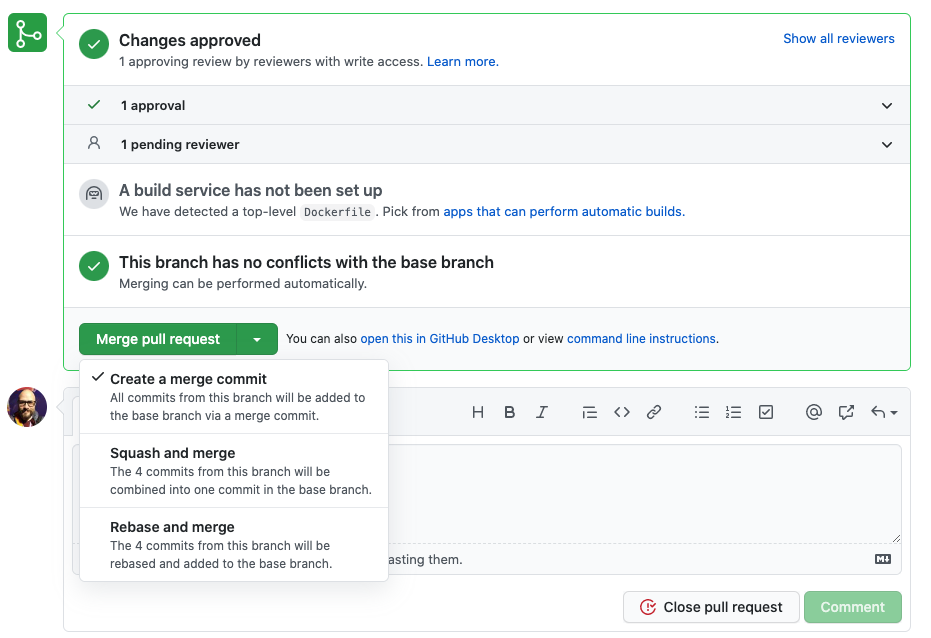 Changes approved
Show all reviewers
1 approving review by reviewers with write access. Learn more.
1 approval
1 pending reviewer
A build service has not been set up
We have detected a top-level Dockerfile. Pick from apps that can perform automatic builds.
This branch has no conflicts with the base branch
Merging can be performed automatically.
Merge pull request
You can also open this in GitHub Desktop or view command line instructions.
Create a merge commit
All commits from this branch will be added to
the base branch via a merge commit.
Squash and merge
The 4 commits from this branch will be
combined into one commit in the base branch.
Rebase and merge
The 4 commits from this branch will be
rebased and added to the base branch.
asting them.
Close pull request
Comment